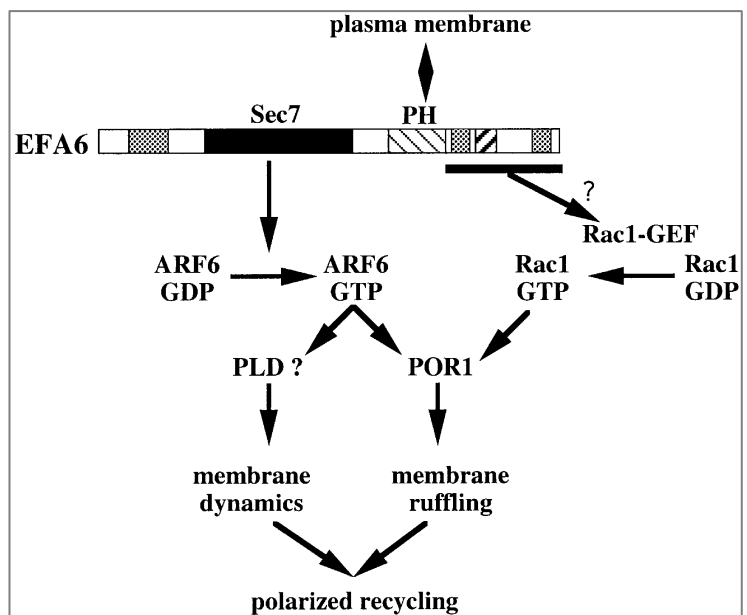 plasma membrane
Sec7
PH
EFA6
?
Rac1-GEF
ARF6
GDP
ARF6
GTP
Rac1
GTP
Rac1
GDP
PLD ?
POR1
membrane
dynamics
membrane
ruffling
polarized recycling